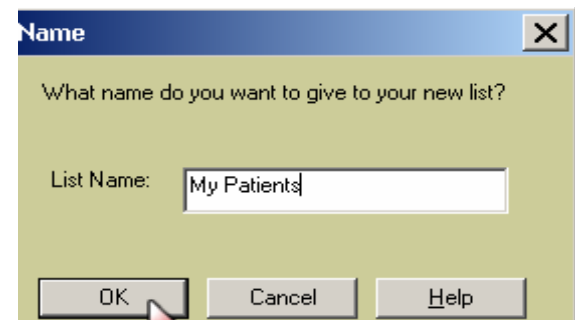 Name
What name do you want to give to your new list?
List Name: My Patients
OK Cancel Help